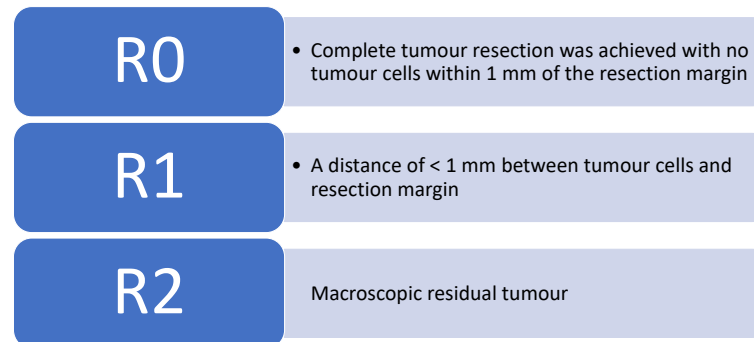 R0
• Complete tumour resection was achieved with no
tumour cells within 1 mm of the resection margin
R1
• A distance of < 1 mm between tumour cells and
resection margin
R2
Macroscopic residual tumour